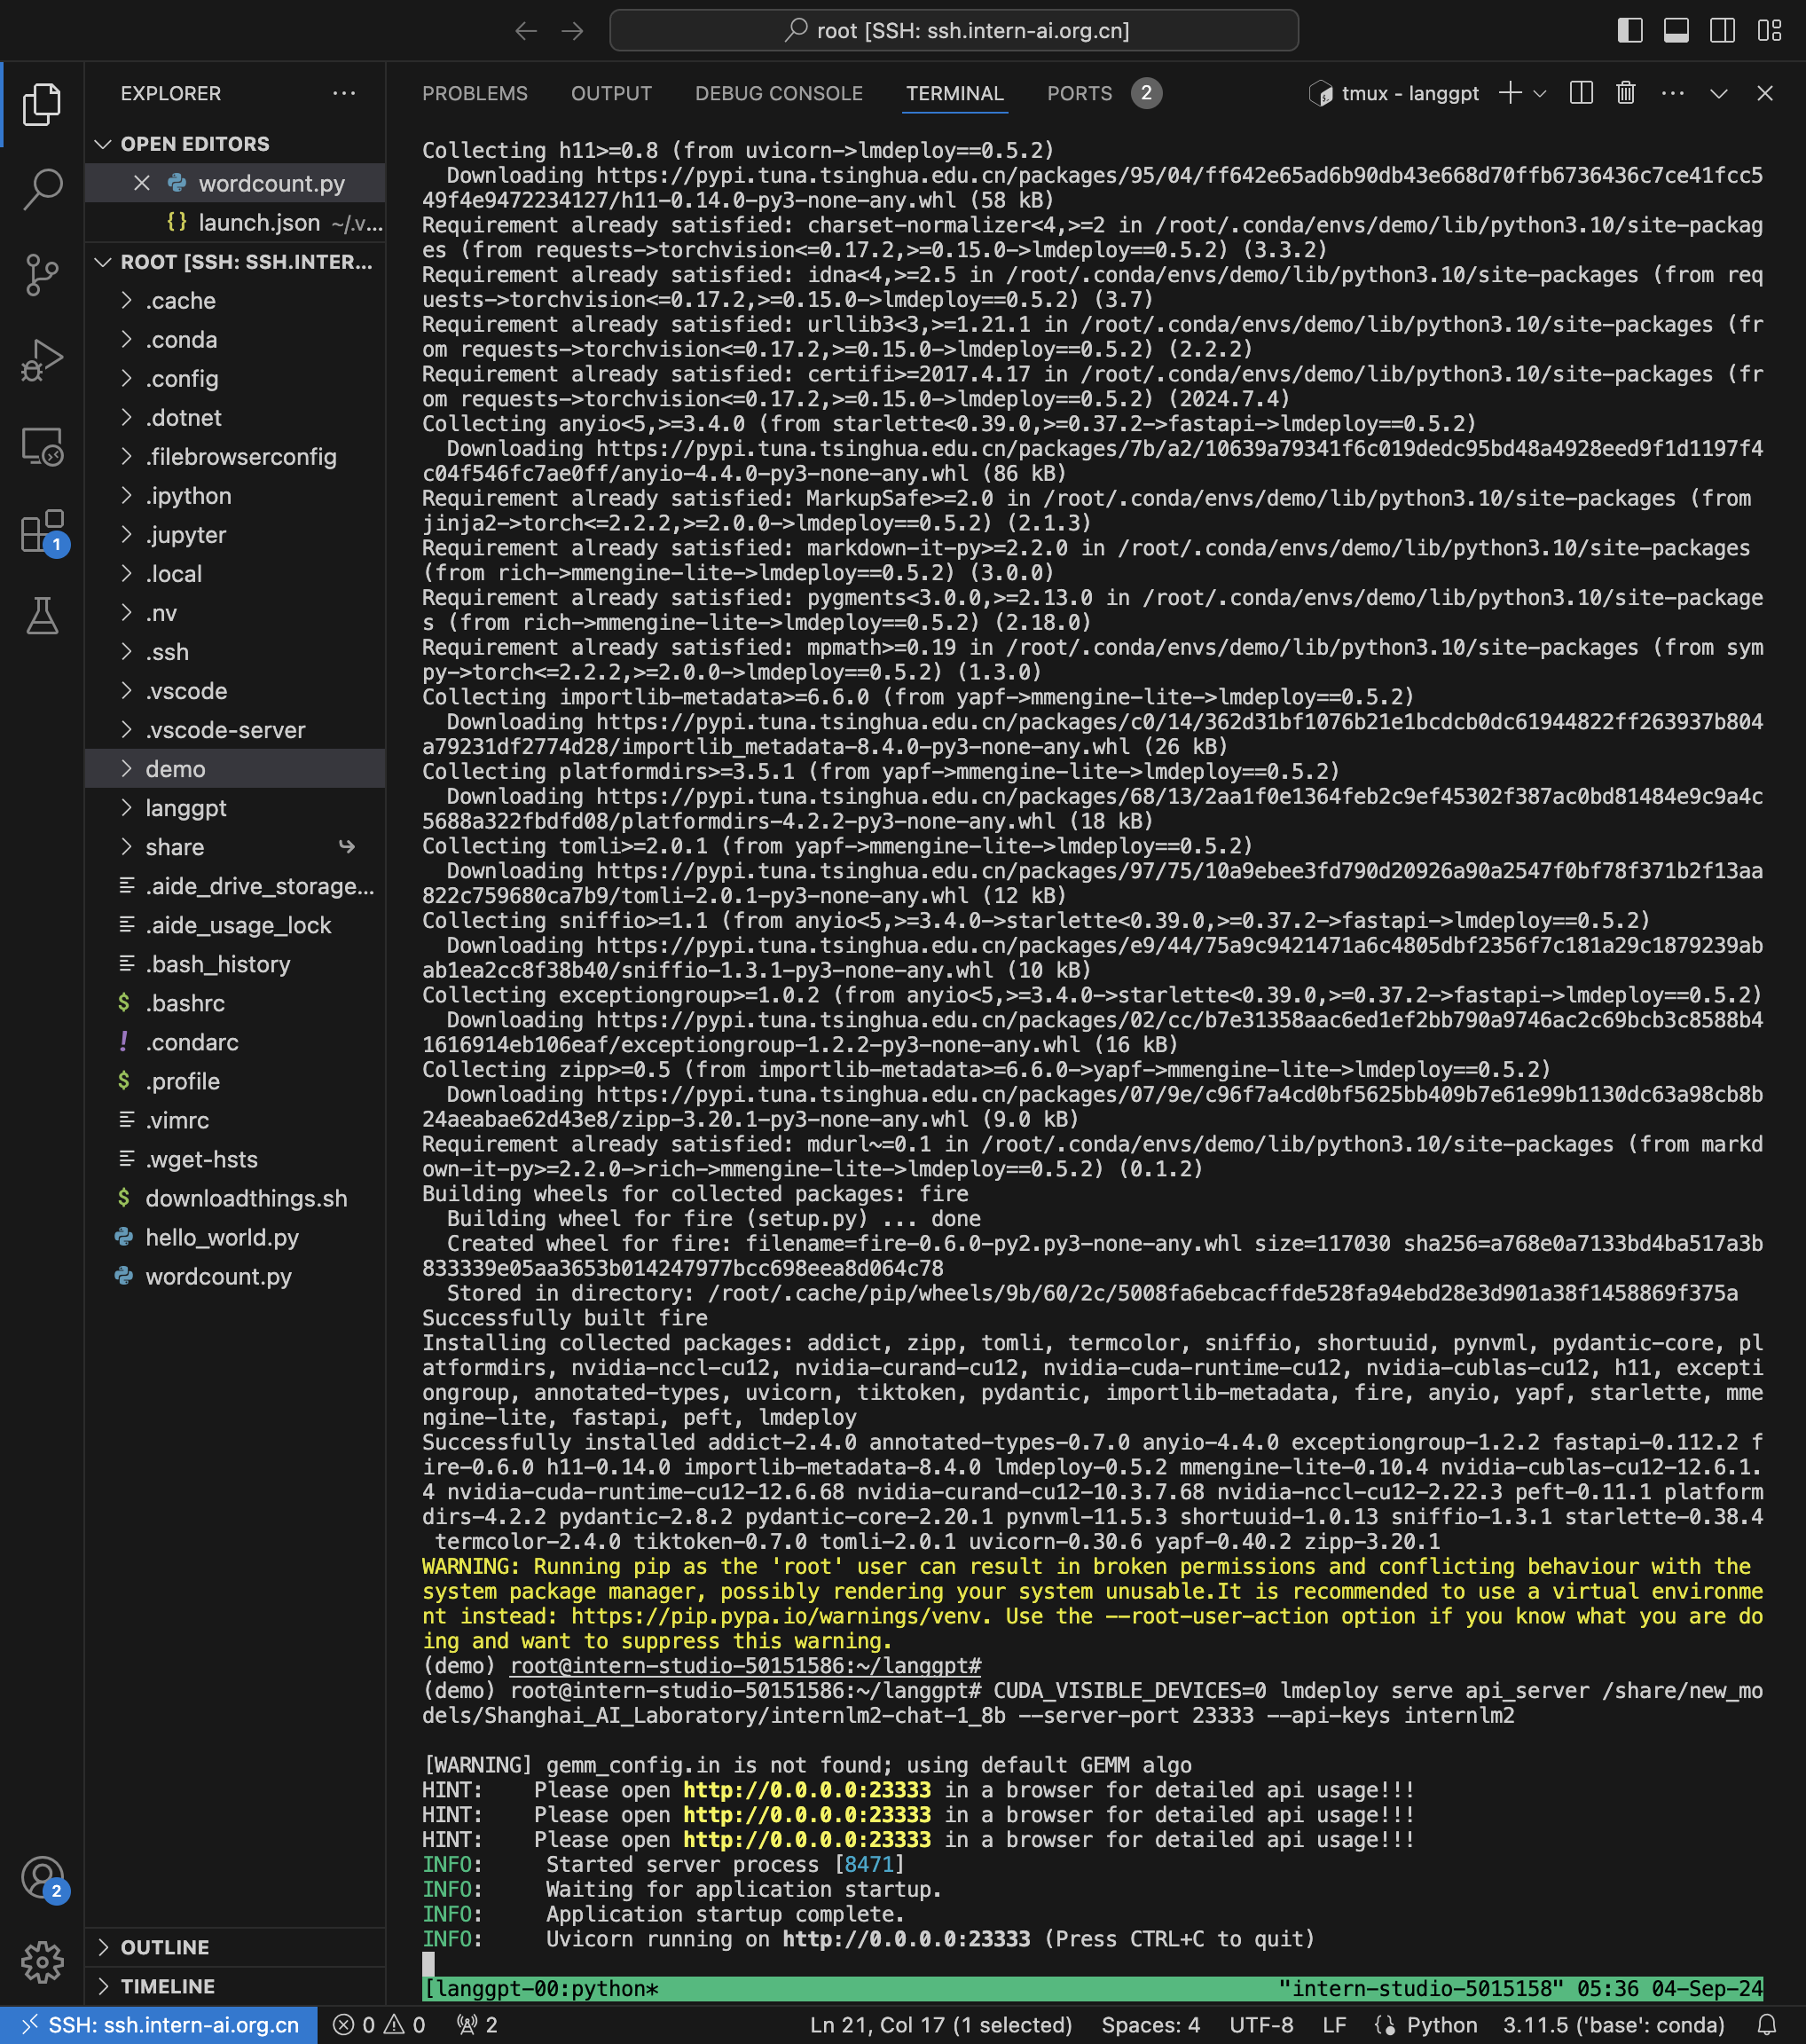 root [SSH: ssh.intern-ai.org.cn]
EXPLORER
OPEN EDITORS
wordcount.py
launch.json ~/.v...
ROOT [SSH: SSH.INTER...
.cache
.conda
.config
.dotnet
.filebrowserconfig
.ipython
.jupyter
.local
.nv
.ssh
.vscode
.vscode-server
demo
langgpt
share
.aide_drive_storage...
.aide_usage_lock
.bash_history
.bashrc
.condarc
.profile
.vimrc
.wget-hsts
downloadthings.sh
hello_world.py
wordcount.py
OUTLINE
TIMELINE
1
2
PROBLEMS OUTPUT DEBUG CONSOLE TERMINAL PORTS 2 tmux - langgpt
Collecting h11>=0.8 (from uvicorn->lmdeploy==0.5.2)
  Downloading https://pypi.tuna.tsinghua.edu.cn/packages/95/04/ff642e65ad6b90db43e668d70ffb6736436c7ce41fcc5
49f4e9472234127/h11-0.14.0-py3-none-any.whl (58 kB)
Requirement already satisfied: charset-normalizer<4,>=2 in /root/.conda/envs/demo/lib/python3.10/site-packag
es (from requests->torchvision<=0.17.2,>=0.15.0->lmdeploy==0.5.2) (3.3.2)
Requirement already satisfied: idna<4,>=2.5 in /root/.conda/envs/demo/lib/python3.10/site-packages (from req
uests->torchvision<=0.17.2,>=0.15.0->lmdeploy==0.5.2) (3.7)
Requirement already satisfied: urllib3<3,>=1.21.1 in /root/.conda/envs/demo/lib/python3.10/site-packages (fr
om requests->torchvision<=0.17.2,>=0.15.0->lmdeploy==0.5.2) (2.2.2)
Requirement already satisfied: certifi>=2017.4.17 in /root/.conda/envs/demo/lib/python3.10/site-packages (fr
om requests->torchvision<=0.17.2,>=0.15.0->lmdeploy==0.5.2) (2024.7.4)
Collecting anyio<5,>=3.4.0 (from starlette<0.39.0,>=0.37.2->fastapi->lmdeploy==0.5.2)
  Downloading https://pypi.tuna.tsinghua.edu.cn/packages/7b/a2/10639a79341f6c019dedc95bd48a4928eed9f1d1197f4
c04f546fc7ae0ff/anyio-4.4.0-py3-none-any.whl (86 kB)
Requirement already satisfied: MarkupSafe>=2.0 in /root/.conda/envs/demo/lib/python3.10/site-packages (from
jinja2->torch<=2.2.2,>=2.0.0->lmdeploy==0.5.2) (2.1.3)
Requirement already satisfied: markdown-it-py>=2.2.0 in /root/.conda/envs/demo/lib/python3.10/site-packages
(from rich->mmengine-lite->lmdeploy==0.5.2) (3.0.0)
Requirement already satisfied: pygments<3.0.0,>=2.13.0 in /root/.conda/envs/demo/lib/python3.10/site-package
s (from rich->mmengine-lite->lmdeploy==0.5.2) (2.18.0)
Requirement already satisfied: mpmath>=0.19 in /root/.conda/envs/demo/lib/python3.10/site-packages (from sym
py->torch<=2.2.2,>=2.0.0->lmdeploy==0.5.2) (1.3.0)
Collecting importlib-metadata>=6.6.0 (from yapf->mmengine-lite->lmdeploy==0.5.2)
  Downloading https://pypi.tuna.tsinghua.edu.cn/packages/c0/14/362d31bf1076b21e1bcdcb0dc61944822ff263937b804
a79231df2774d28/importlib_metadata-8.4.0-py3-none-any.whl (26 kB)
Collecting platformdirs>=3.5.1 (from yapf->mmengine-lite->lmdeploy==0.5.2)
  Downloading https://pypi.tuna.tsinghua.edu.cn/packages/68/13/2aa1f0e1364feb2c9ef45302f387ac0bd81484e9c9a4c
5688a322fbdfd08/platformdirs-4.2.2-py3-none-any.whl (18 kB)
Collecting tomli>=2.0.1 (from yapf->mmengine-lite->lmdeploy==0.5.2)
  Downloading https://pypi.tuna.tsinghua.edu.cn/packages/97/75/10a9ebee3fd790d20926a90a2547f0bf78f371b2f13aa
822c759680ca7b9/tomli-2.0.1-py3-none-any.whl (12 kB)
Collecting sniffio>=1.1 (from anyio<5,>=3.4.0->starlette<0.39.0,>=0.37.2->fastapi->lmdeploy==0.5.2)
  Downloading https://pypi.tuna.tsinghua.edu.cn/packages/e9/44/75a9c9421471a6c4805dbf2356f7c181a29c1879239ab
ab1ea2cc8f38b40/sniffio-1.3.1-py3-none-any.whl (10 kB)
Collecting exceptiongroup>=1.0.2 (from anyio<5,>=3.4.0->starlette<0.39.0,>=0.37.2->fastapi->lmdeploy==0.5.2)
  Downloading https://pypi.tuna.tsinghua.edu.cn/packages/02/cc/b7e31358aac6ed1ef2bb790a9746ac2c69bcb3c8588b4
1616914eb106eaf/exceptiongroup-1.2.2-py3-none-any.whl (16 kB)
Collecting zipp>=0.5 (from importlib-metadata>=6.6.0->yapf->mmengine-lite->lmdeploy==0.5.2)
  Downloading https://pypi.tuna.tsinghua.edu.cn/packages/07/9e/c96f7a4cd0bf5625bb409b7e61e99b1130dc63a98cb8b
24aeabae62d43e8/zipp-3.20.1-py3-none-any.whl (9.0 kB)
Requirement already satisfied: mdurl~=0.1 in /root/.conda/envs/demo/lib/python3.10/site-packages (from markd
own-it-py>=2.2.0->rich->mmengine-lite->lmdeploy==0.5.2) (0.1.2)
Building wheels for collected packages: fire
  Building wheel for fire (setup.py) ... done
  Created wheel for fire: filename=fire-0.6.0-py2.py3-none-any.whl size=117030 sha256=a768e0a7133bd4ba517a3b
833339e05aa3653b014247977bcc698eea8d064c78
  Stored in directory: /root/.cache/pip/wheels/9b/60/2c/5008fa6ebcacffde528fa94ebd28e3d901a38f1458869f375a
Successfully built fire
Installing collected packages: addict, zipp, tomli, termcolor, sniffio, shortuuid, pynvml, pydantic-core, pl
atformdirs, nvidia-nccl-cu12, nvidia-curand-cu12, nvidia-cuda-runtime-cu12, nvidia-cublas-cu12, h11, excepti
ongroup, annotated-types, uvicorn, tiktoken, pydantic, importlib-metadata, fire, anyio, yapf, starlette, mme
ngine-lite, fastapi, peft, lmdeploy
Successfully installed addict-2.4.0 annotated-types-0.7.0 anyio-4.4.0 exceptiongroup-1.2.2 fastapi-0.112.2 f
ire-0.6.0 h11-0.14.0 importlib-metadata-8.4.0 lmdeploy-0.5.2 mmengine-lite-0.10.4 nvidia-cublas-cu12-12.6.1.
4 nvidia-cuda-runtime-cu12-12.6.68 nvidia-curand-cu12-10.3.7.68 nvidia-nccl-cu12-2.22.3 peft-0.11.1 platform
dirs-4.2.2 pydantic-2.8.2 pydantic-core-2.20.1 pynvml-11.5.3 shortuuid-1.0.13 sniffio-1.3.1 starlette-0.38.4
 termcolor-2.4.0 tiktoken-0.7.0 tomli-2.0.1 uvicorn-0.30.6 yapf-0.40.2 zipp-3.20.1
WARNING: Running pip as the 'root' user can result in broken permissions and conflicting behaviour with the
system package manager, possibly rendering your system unusable.It is recommended to use a virtual environme
nt instead: https://pip.pypa.io/warnings/venv. Use the --root-user-action option if you know what you are do
ing and want to suppress this warning.
(demo) root@intern-studio-50151586:~/langgpt#
(demo) root@intern-studio-50151586:~/langgpt# CUDA_VISIBLE_DEVICES=0 lmdeploy serve api_server /share/new_mo
dels/Shanghai_AI_Laboratory/internlm2-chat-1_8b --server-port 23333 --api-keys internlm2
[WARNING] gemm_config.in is not found; using default GEMM algo
HINT:    Please open http://0.0.0.0:23333 in a browser for detailed api usage!!!
HINT:    Please open http://0.0.0.0:23333 in a browser for detailed api usage!!!
HINT:    Please open http://0.0.0.0:23333 in a browser for detailed api usage!!!
INFO:     Started server process [8471]
INFO:     Waiting for application startup.
INFO:     Application startup complete.
INFO:     Uvicorn running on http://0.0.0.0:23333 (Press CTRL+C to quit)
[langgpt-00:python* "intern-studio-5015158" 05:36 04-Sep-24
SSH: ssh.intern-ai.org.cn 0 0 2 Ln 21, Col 17 (1 selected) Spaces: 4 UTF-8 LF Python 3.11.5 ('base': conda)